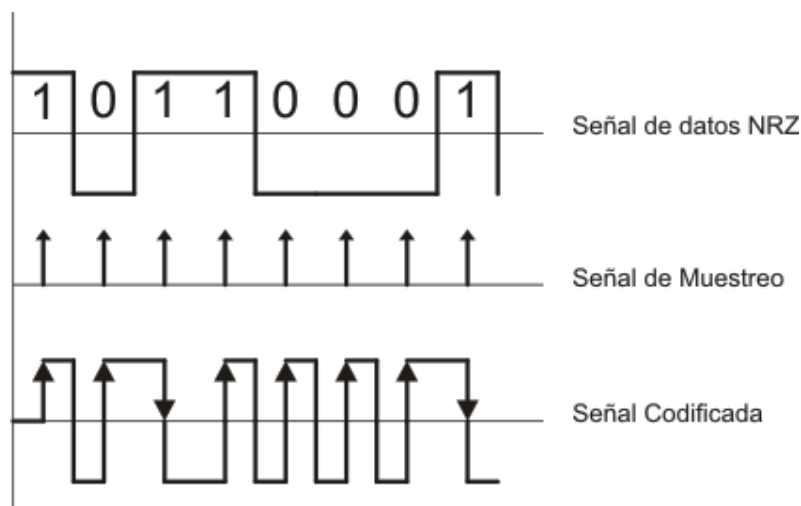 1 0 1 1 0 0 0 1
Señal de datos NRZ
Señal de Muestreo
Señal Codificada